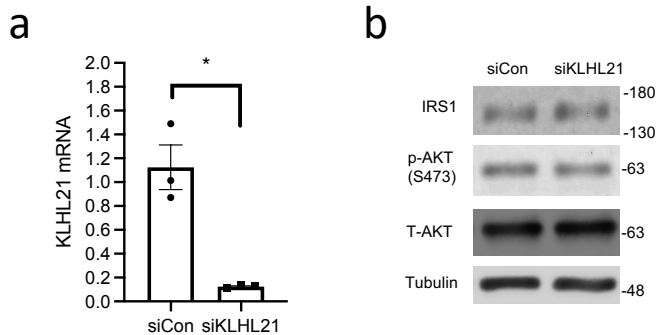 a
KLHL21 mRNA
2.0
1.8
1.6
1.4
1.2
1.0
0.8
0.6
0.4
0.2
0.0
*
siCon siKLHL21
b
siCon siKLHL21
IRS1
-180
-130
p-AKT
(S473)
-63
T-AKT
-63
Tubulin
-48